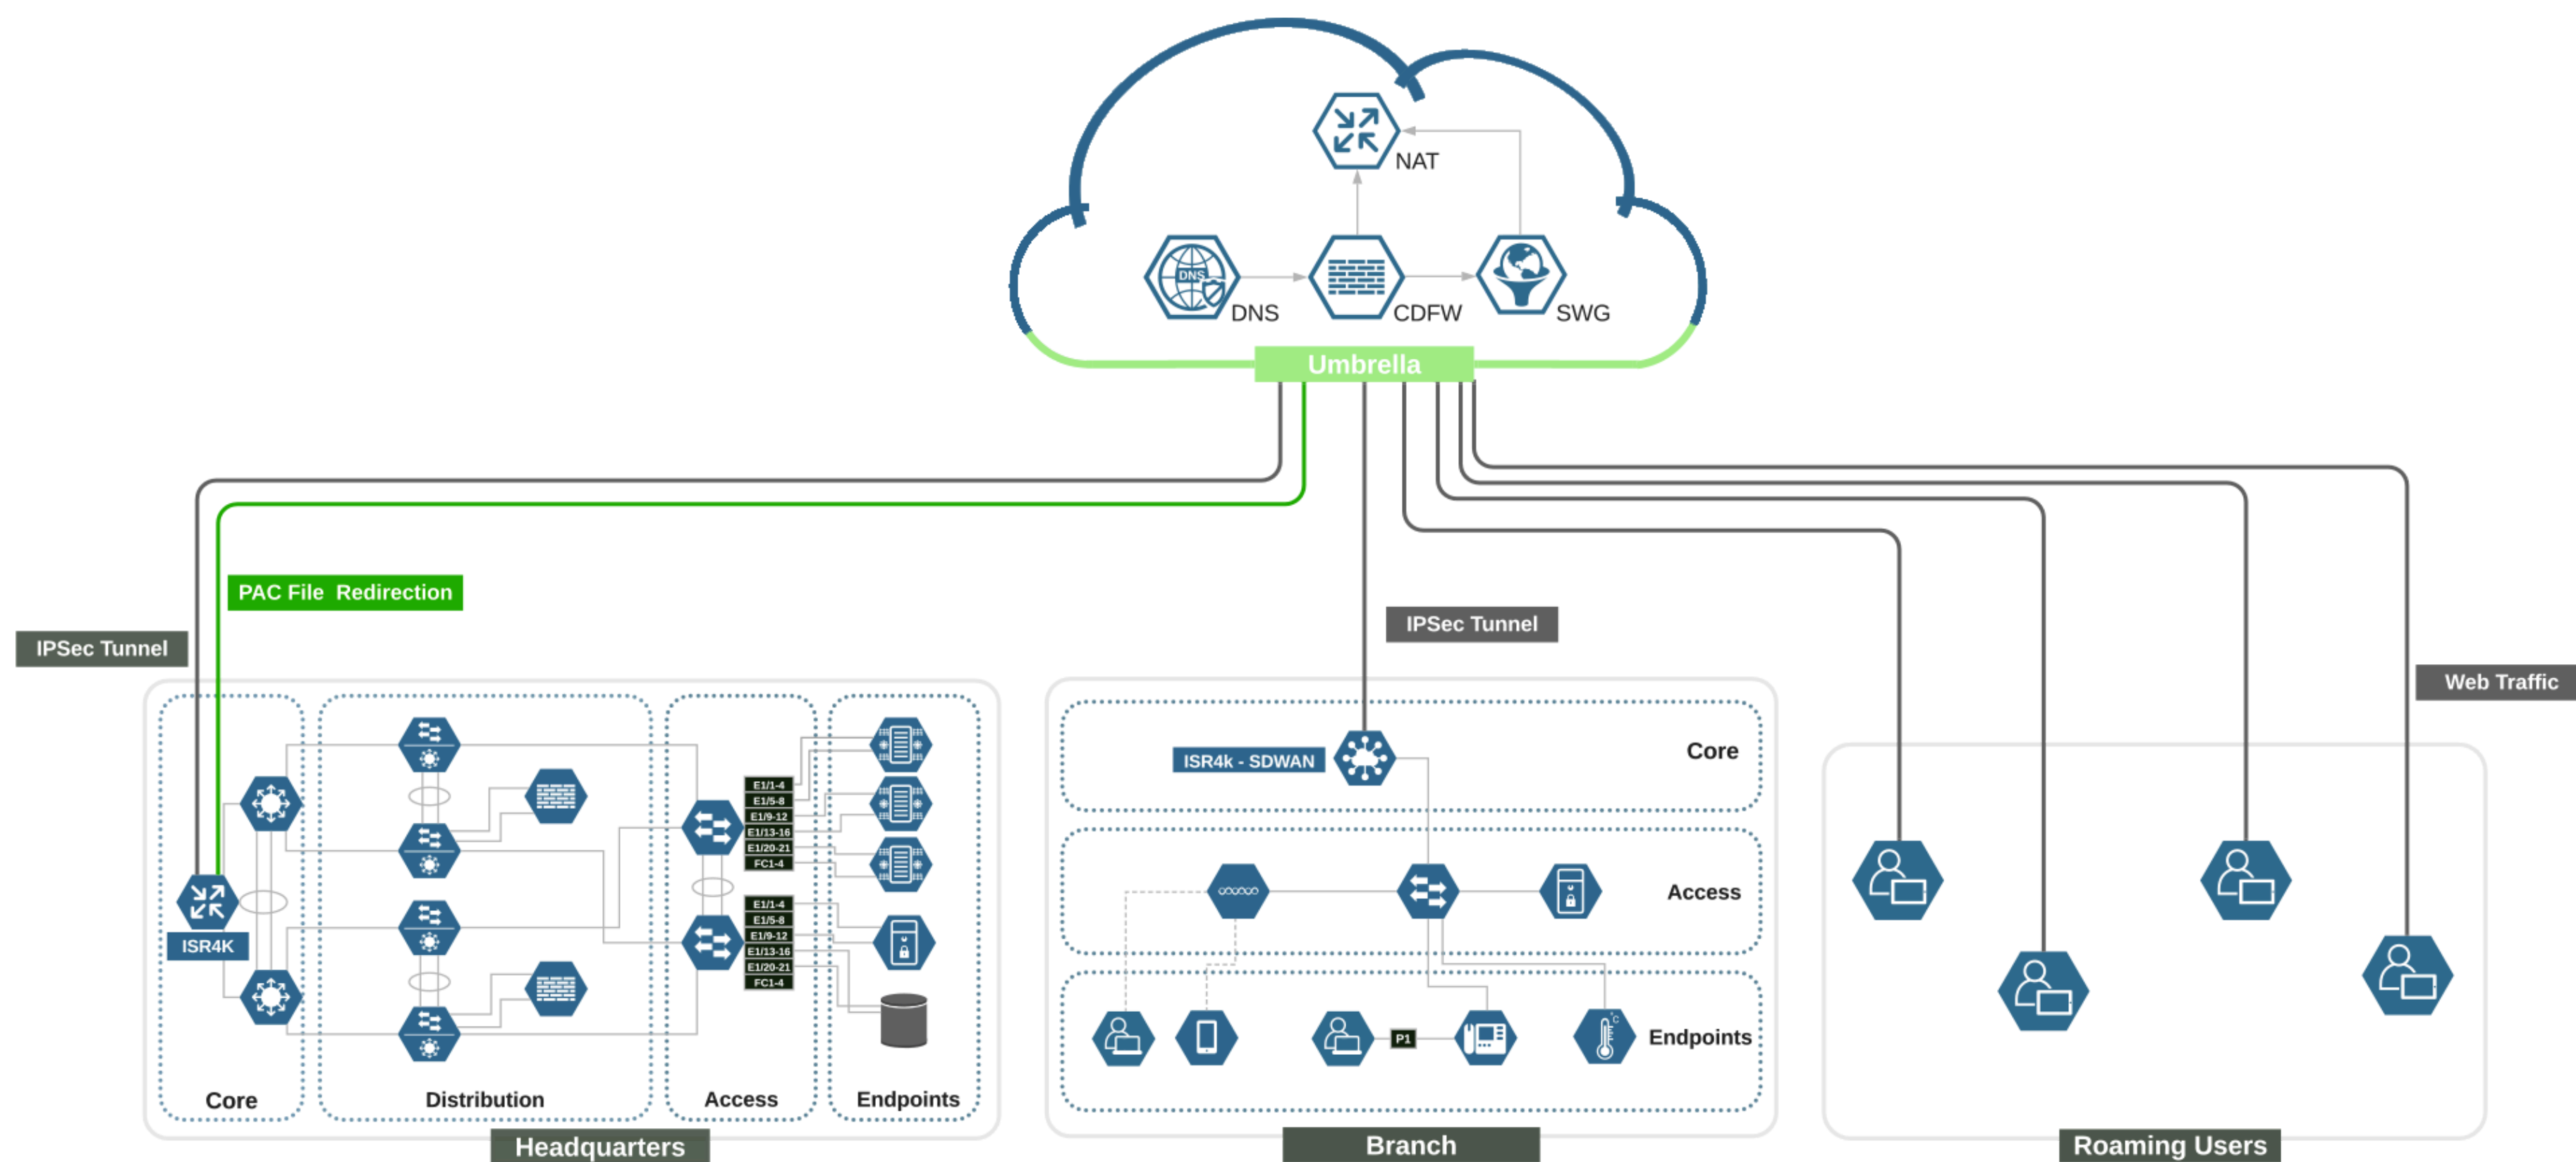 NAT
DNS
DNS
CDFW
SWG
Umbrella
PAC File Redirection
IPSec Tunnel
IPSec Tunnel
Web Traffic
ISR4K
E1/1-4
E1/5-8
E1/9-12
E1/13-16
E1/20-21
FC1-4
E1/1-4
E1/5-8
E1/9-12
E1/13-16
E1/20-21
FC1-4
Core
Distribution
Access
Endpoints
Headquarters
ISR4k - SDWAN
Core
Access
°C
P1
Endpoints
Branch
Roaming Users